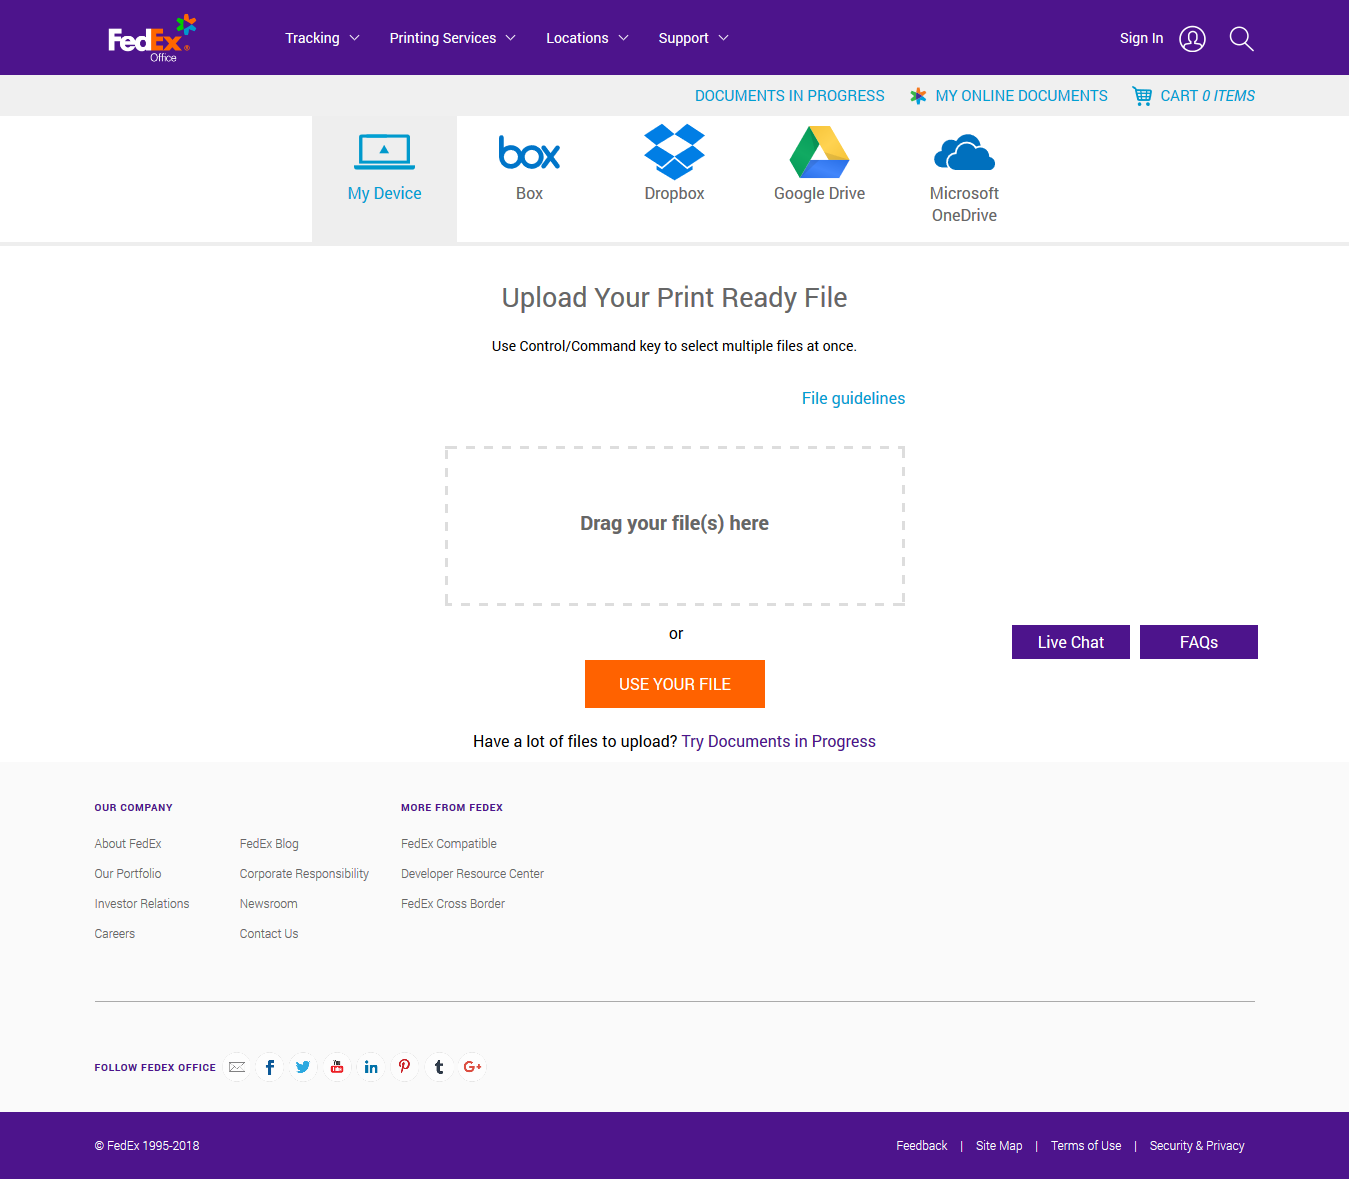 FedEx®
Office
Tracking
Printing Services
Locations
Support
Sign In
DOCUMENTS IN PROGRESS
MY ONLINE DOCUMENTS
CART 0 ITEMS
My Device
box
Box
Dropbox
Google Drive
Microsoft
OneDrive
Upload Your Print Ready File
Use Control/Command key to select multiple files at once.
File guidelines
Drag your file(s) here
or
Live Chat
FAQs
USE YOUR FILE
Have a lot of files to upload? Try Documents in Progress
OUR COMPANY
MORE FROM FEDEX
About FedEx
FedEx Blog
FedEx Compatible
Our Portfolio
Corporate Responsibility
Developer Resource Center
Investor Relations
Newsroom
FedEx Cross Border
Careers
Contact Us
FOLLOW FEDEX OFFICE
© FedEx 1995-2018
Feedback | Site Map | Terms of Use | Security & Privacy